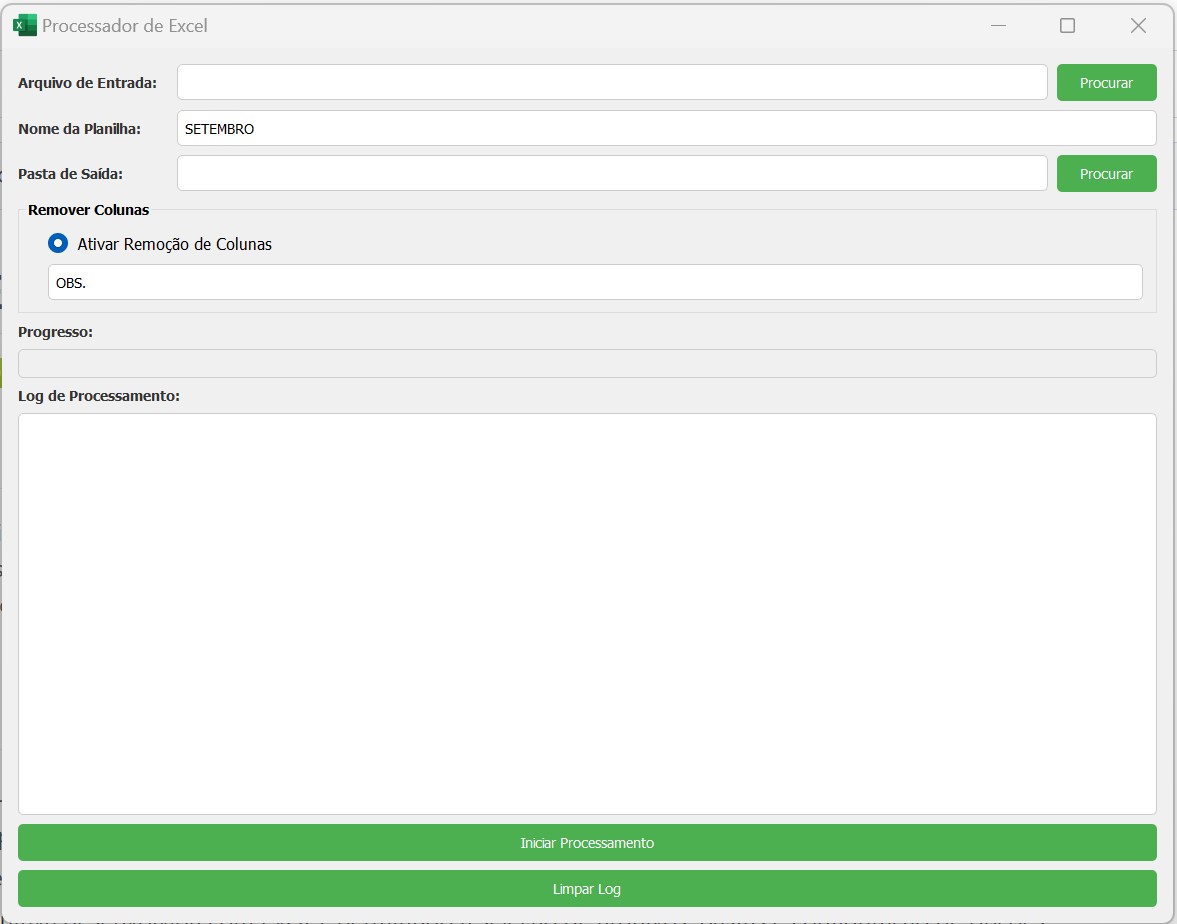 Processador de Excel
Arquivo de Entrada:
Procurar
Nome da Planilha:
SETEMBRO
Pasta de Saída:
Procurar
Remover Colunas
Ativar Remoção de Colunas
OBS.
Progresso:
Log de Processamento:
Iniciar Processamento
Limpar Log